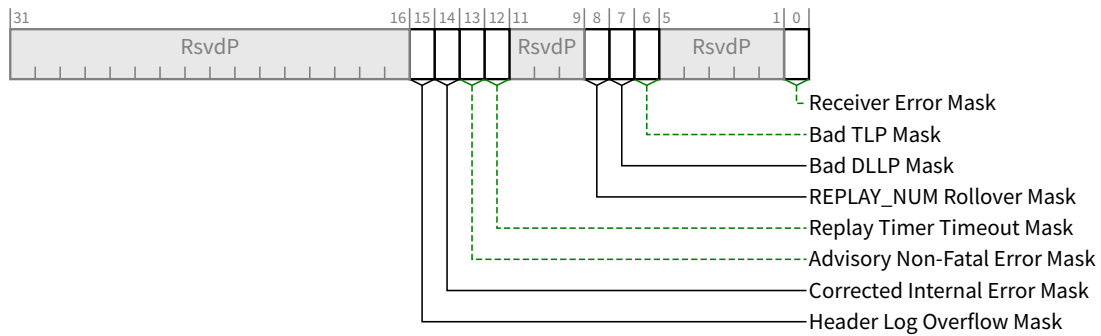 31 16 15 14 13 12 11 9 8 7 6 5 1 0
RsvdP RsvdP RsvdP
Receiver Error Mask
Bad TLP Mask
Bad DLLP Mask
REPLAY_NUM Rollover Mask
Replay Timer Timeout Mask
Advisory Non-Fatal Error Mask
Corrected Internal Error Mask
Header Log Overflow Mask